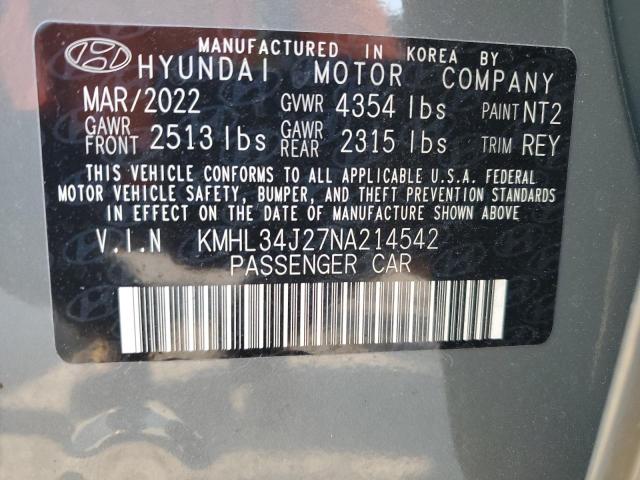 MANUFACTURED IN KOREA BY
HYUNDAI MOTOR COMPANY
MAR/2022 GVWR 4354 lbs PAINT NT2
GAWR FRONT 2513 lbs GAWR REAR 2315 lbs TRIM REY
THIS VEHICLE CONFORMS TO ALL APPLICABLE U.S.A. FEDERAL
MOTOR VEHICLE SAFETY, BUMPER, AND THEFT PREVENTION STANDARDS
IN EFFECT ON THE DATE OF MANUFACTURE SHOWN ABOVE
V.I.N KMHL34J27NA214542
PASSENGER CAR